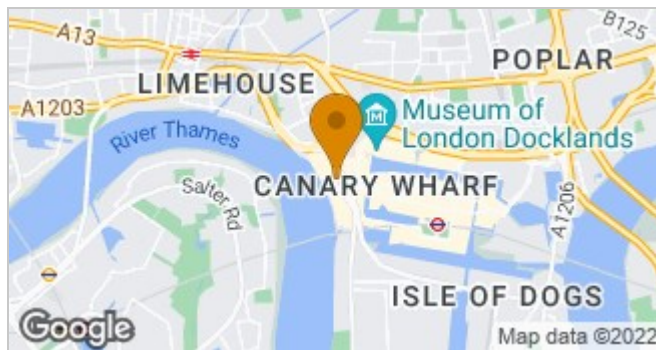 A13
B125
POPLAR
LIMEHOUSE
A1203
Museum of
London Docklands
River Thames
Salter Rd
CANARY WHARF
A1206
ISLE OF DOGS
Google
Map data ©2022